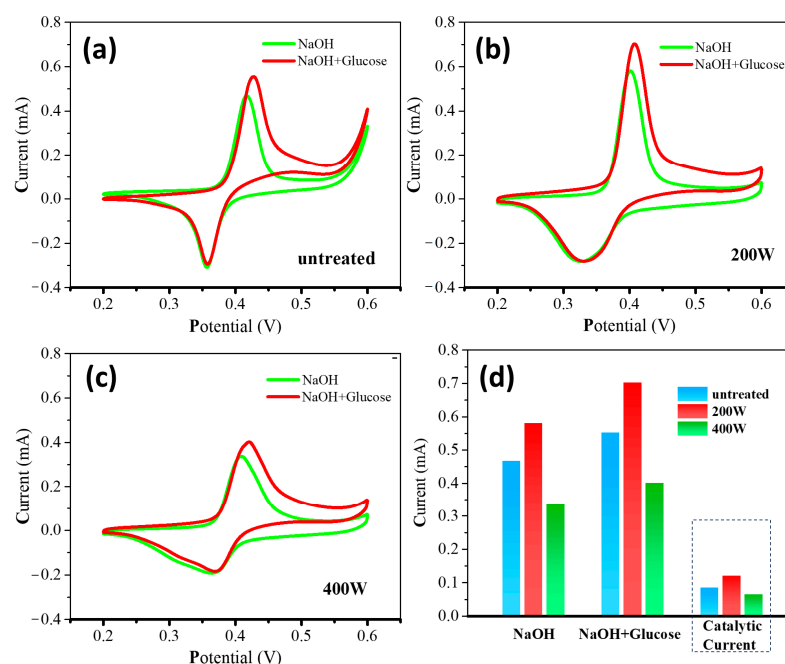 (a)
NaOH
NaOH+Glucose
untreated
Current (mA)
0.8
0.6
0.4
0.2
0.0
−0.2
−0.4
0.2 0.3 0.4 0.5 0.6
Potential (V)
(b)
NaOH
NaOH+Glucose
200W
Current (mA)
0.8
0.6
0.4
0.2
0.0
−0.2
−0.4
0.2 0.3 0.4 0.5 0.6
Potential (V)
(c)
NaOH
NaOH+Glucose
400W
Current (mA)
0.8
0.6
0.4
0.2
0.0
−0.2
−0.4
0.2 0.3 0.4 0.5 0.6
Potential (V)
(d)
untreated
200W
400W
Current (mA)
0.8
0.7
0.6
0.5
0.4
0.3
0.2
0.1
0.0
NaOH NaOH+Glucose Catalytic
Current